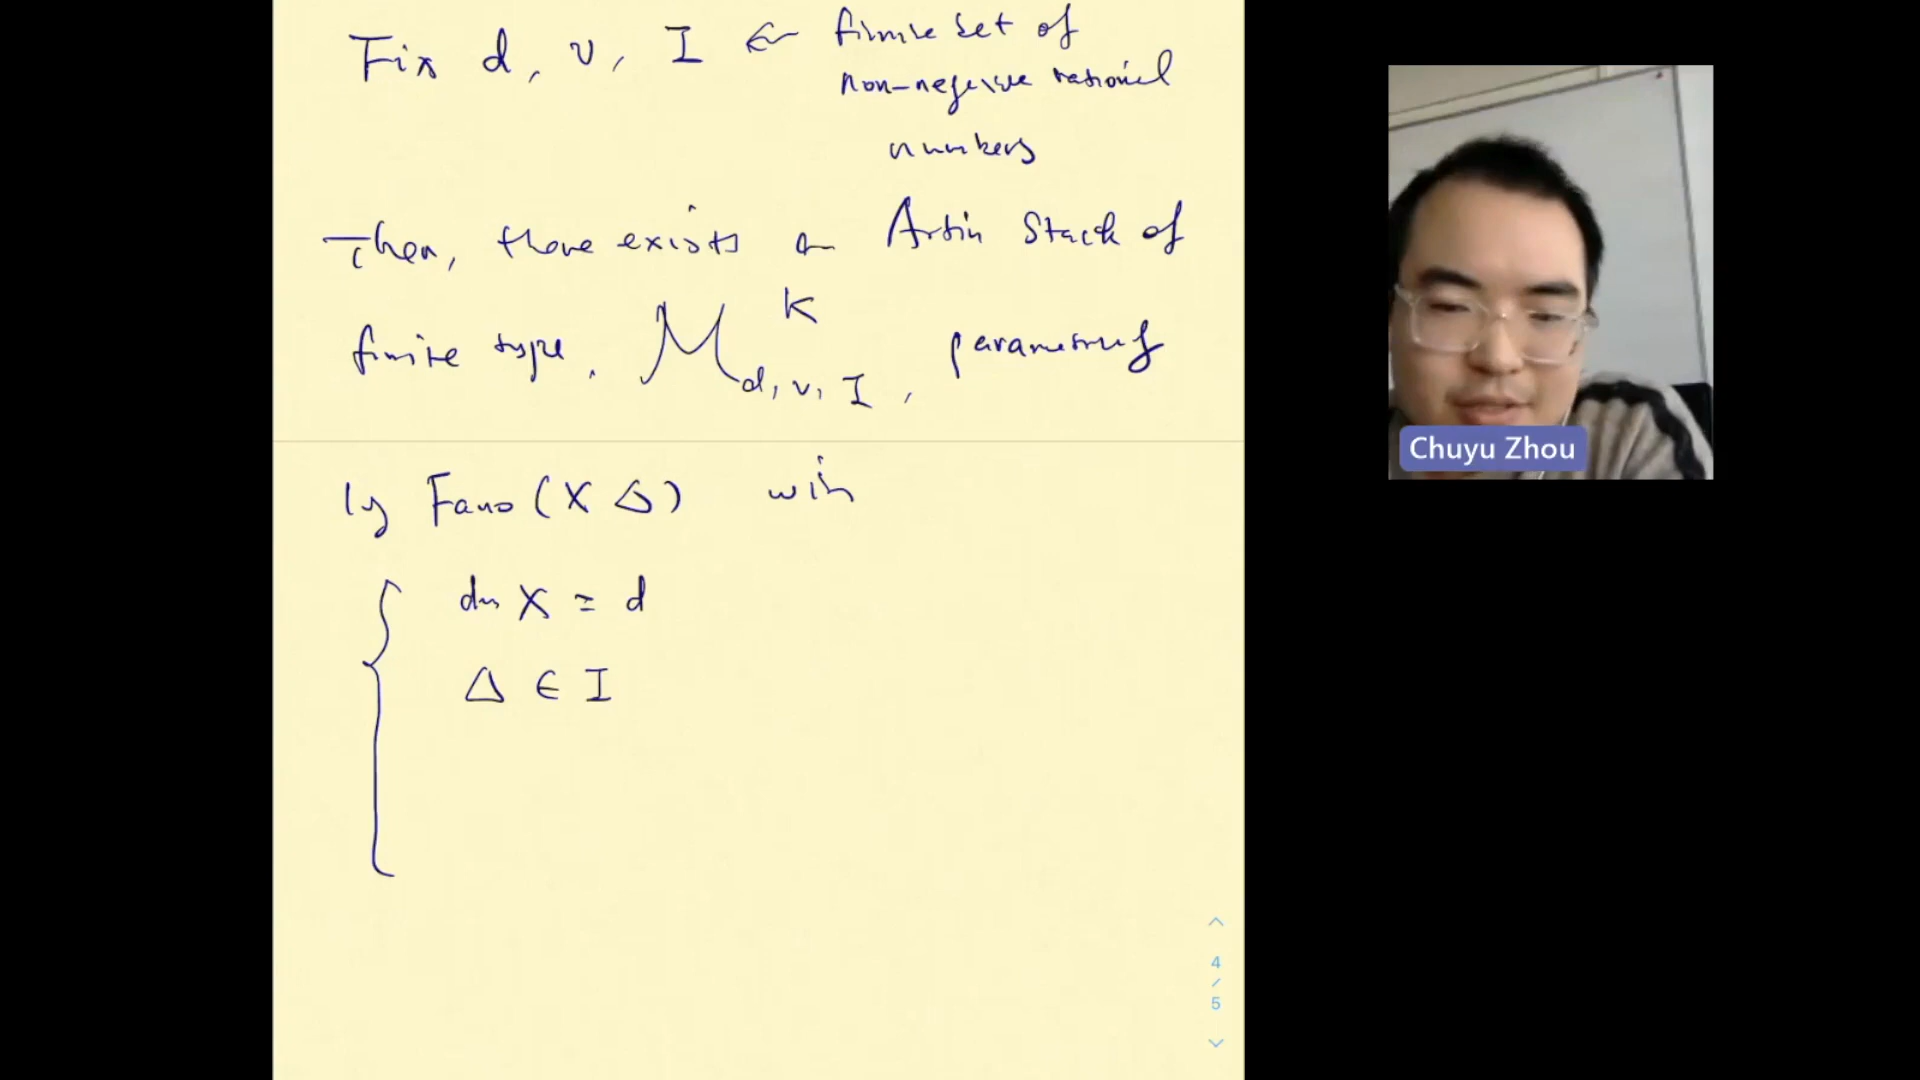 Fix d, v, I ← finite set of
non-negative rational
numbers
Then, there exists an Artin Stack of
finite type, M^K_{d, v, I}, parametrizing
ly Fano (X Δ) with
{ dim X = d
Δ ∈ I
Chuyu Zhou
4
/
5